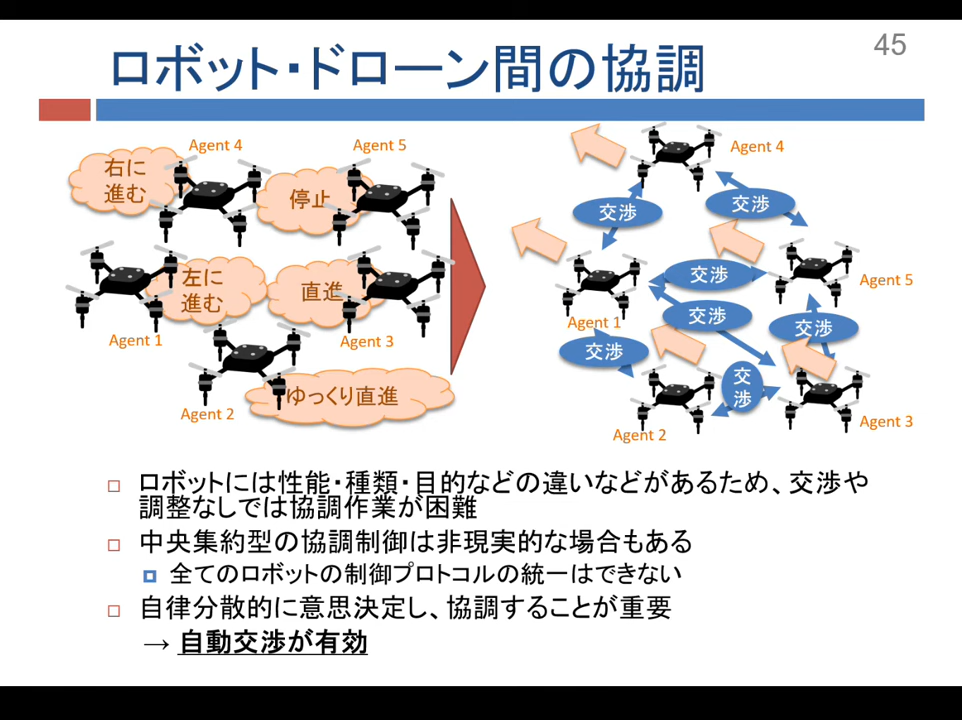 45
ロボット・ドローン間の協調
Agent 4
Agent 5
右に
進む
停止
左に
進む
直進
Agent 1
Agent 3
ゆっくり直進
Agent 2
Agent 4
交渉
交渉
交渉
Agent 5
交渉
Agent 1
交渉
交渉
交
渉
Agent 3
Agent 2
□ ロボットには性能・種類・目的などの違いなどがあるため、交渉や
調整なしでは協調作業が困難
□ 中央集約型の協調制御は非現実的な場合もある
□ 全てのロボットの制御プロトコルの統一はできない
□ 自律分散的に意思決定し、協調することが重要
→ 自動交渉が有効